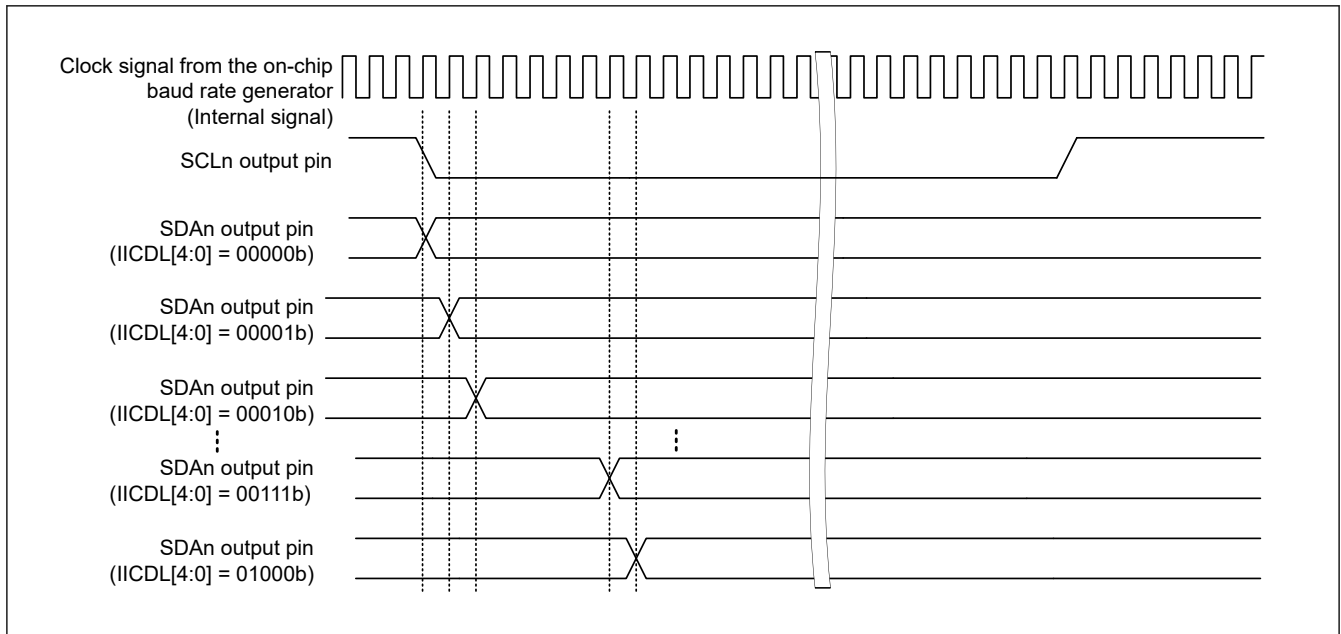 Clock signal from the on-chip
baud rate generator
(Internal signal)
SCLn output pin
SDAn output pin
(IICDL[4:0] = 00000b)
SDAn output pin
(IICDL[4:0] = 00001b)
SDAn output pin
(IICDL[4:0] = 00010b)
SDAn output pin
(IICDL[4:0] = 00111b)
SDAn output pin
(IICDL[4:0] = 01000b)